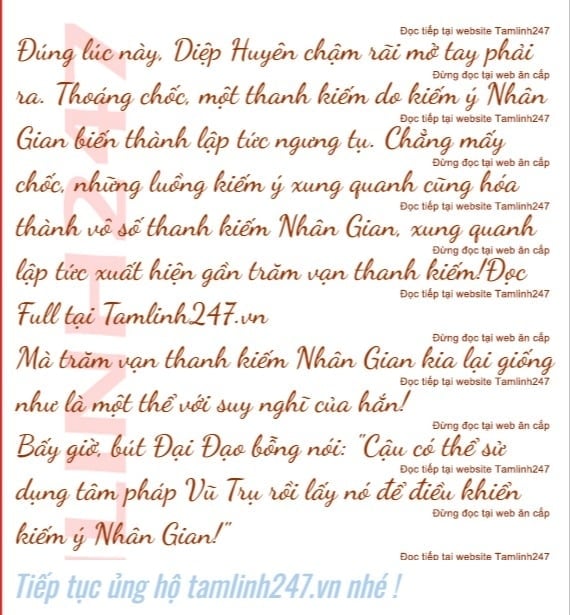 Đọc tiếp tại website Tamlinh247
Đúng lúc này, Diệp Huyên chậm rãi mở tay phải
Đừng đọc tại web ăn cắp
ra. Thoáng chốc, một thanh kiếm do kiếm ý Nhân
Đọc tiếp tại website Tamlinh247
Gian biến thành lập tức ngưng tụ. Chẳng mấy
Đừng đọc tại web ăn cắp
chốc, những luồng kiếm ý xung quanh cũng hóa
Đọc tiếp tại website Tamlinh247
thành vô số thanh kiếm Nhân Gian, xung quanh
Đừng đọc tại web ăn cắp
lập tức xuất hiện gần trăm vạn thanh kiếm!Đọc
Đọc tiếp tại website Tamlinh247
Full tại Tamlinh247.vn
Đừng đọc tại web ăn cắp
Mà trăm vạn thanh kiếm Nhân Gian kia lại giống
Đọc tiếp tại website Tamlinh247
như là một thể với suy nghĩ của hắn!
Đừng đọc tại web ăn cắp
Bấy giờ, bút Đại Đạo bỗng nói: "Cậu có thể sử
Đọc tiếp tại website Tamlinh247
dụng tâm pháp Vũ Trụ rồi lấy nó để điều khiển
Đừng đọc tại web ăn cắp
kiếm ý Nhân Gian!"
Đọc tiếp tại website Tamlinh247
LINH247
Tiếp tục ủng hộ tamlinh247.vn nhé !